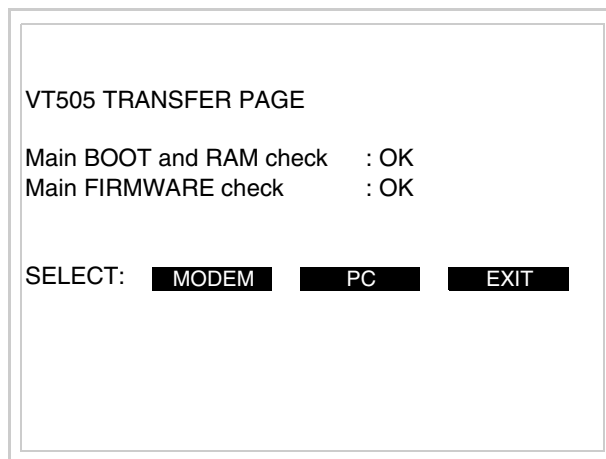 VT505 TRANSFER PAGE
Main BOOT and RAM check : OK
Main FIRMWARE check : OK
SELECT: MODEM PC EXIT